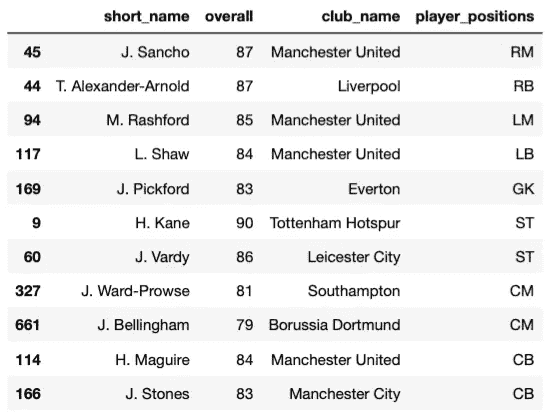 short_name overall club_name player_positions
45 J. Sancho 87 Manchester United RM
44 T. Alexander-Arnold 87 Liverpool RB
94 M. Rashford 85 Manchester United LM
117 L. Shaw 84 Manchester United LB
169 J. Pickford 83 Everton GK
9 H. Kane 90 Tottenham Hotspur ST
60 J. Vardy 86 Leicester City ST
327 J. Ward-Prowse 81 Southampton CM
661 J. Bellingham 79 Borussia Dortmund CM
114 H. Maguire 84 Manchester United CB
166 J. Stones 83 Manchester City CB